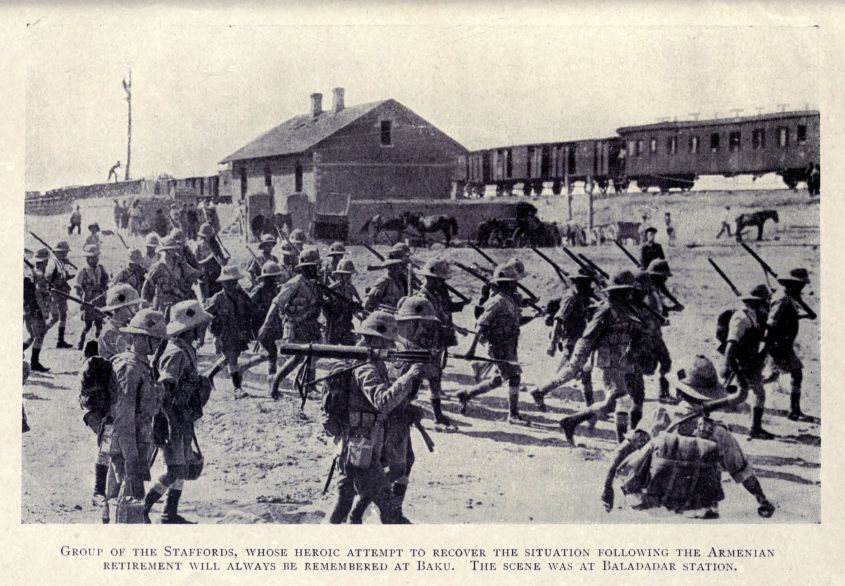 Group of the Staffords, whose heroic attempt to recover the situation following the Armenian
retirement will always be remembered at Baku. The scene was at Baladadar station.